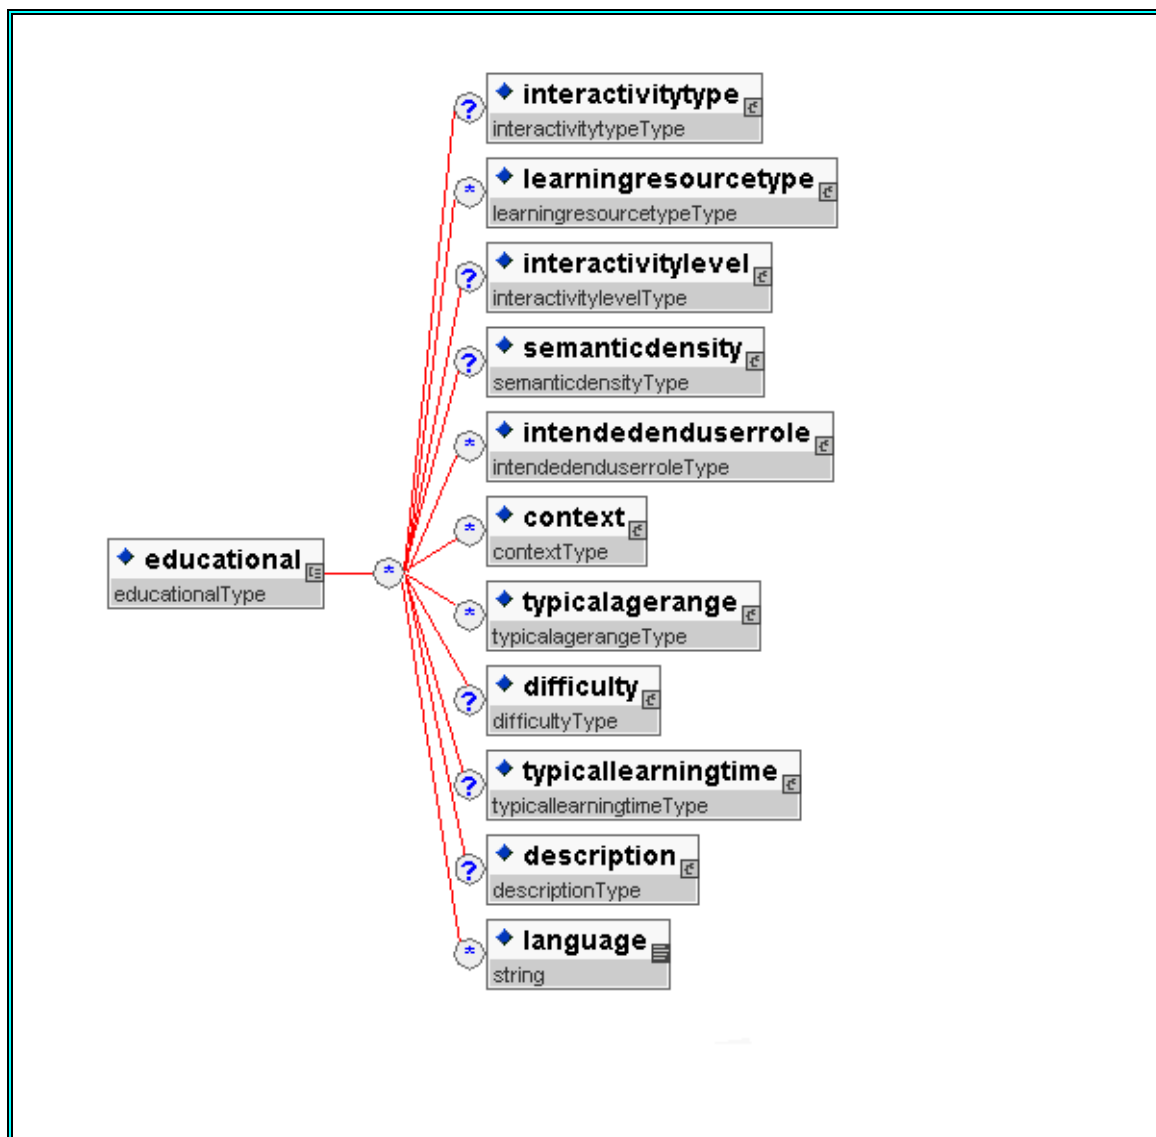 ? interactivitytype
interactivitytypeType
* learningresourcetype
learningresourcetypeType
? interactivitylevel
interactivitylevelType
? semanticdensity
semanticdensityType
* intendedenduserrole
intendedenduserroleType
* context
contextType
educational *
educationalType
* typicalagerange
typicalagerangeType
? difficulty
difficultyType
? typicallearningtime
typicallearningtimeType
? description
descriptionType
* language
string